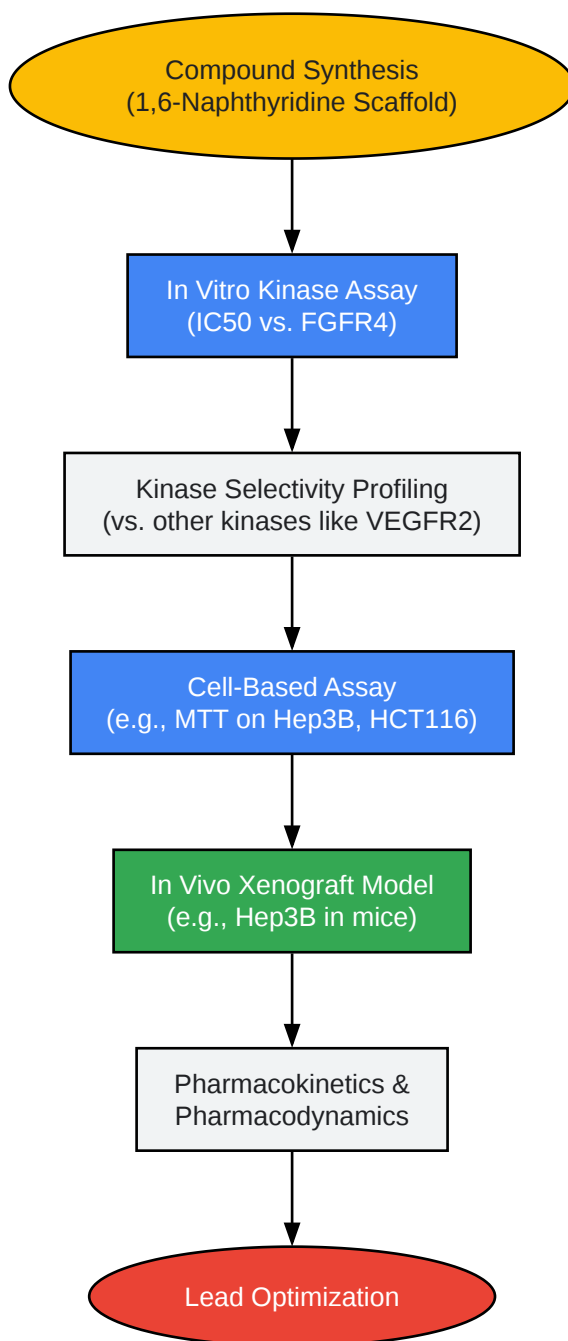 Compound Synthesis
(1,6-Naphthyridine Scaffold)
In Vitro Kinase Assay
(IC50 vs. FGFR4)
Kinase Selectivity Profiling
(vs. other kinases like VEGFR2)
Cell-Based Assay
(e.g., MTT on Hep3B, HCT116)
In Vivo Xenograft Model
(e.g., Hep3B in mice)
Pharmacokinetics &
Pharmacodynamics
Lead Optimization